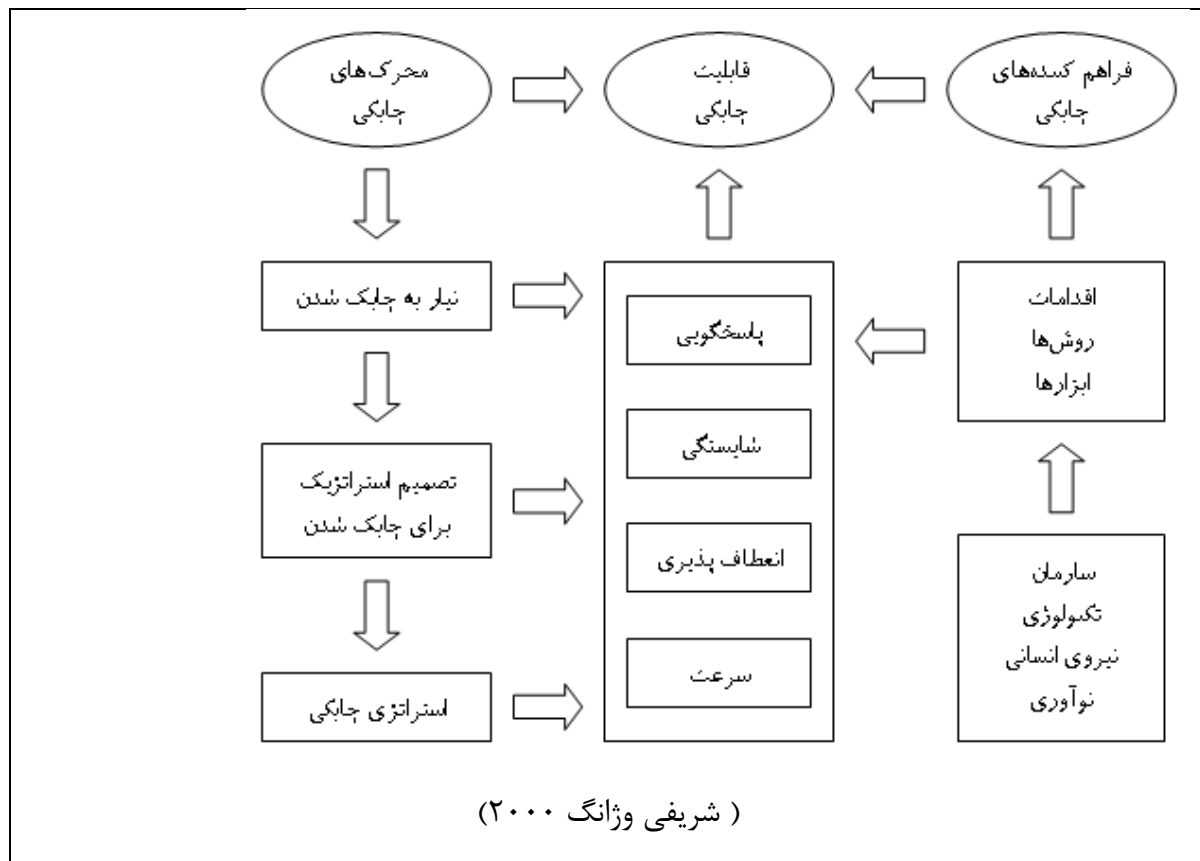 محرک‌های
چابکی
قابلیت
چابکی
فراهم کننده‌های
چابکی
نیاز به چابک شدن
تصمیم استراتژیک
برای چابک شدن
استراتژی چابکی
پاسخگویی
شایستگی
انعطاف پذیری
سرعت
اقدامات
روش‌ها
ابزارها
سازمان
تکنولوژی
نیروی انسانی
نوآوری
( شریفی وژانگ ۲۰۰۰)